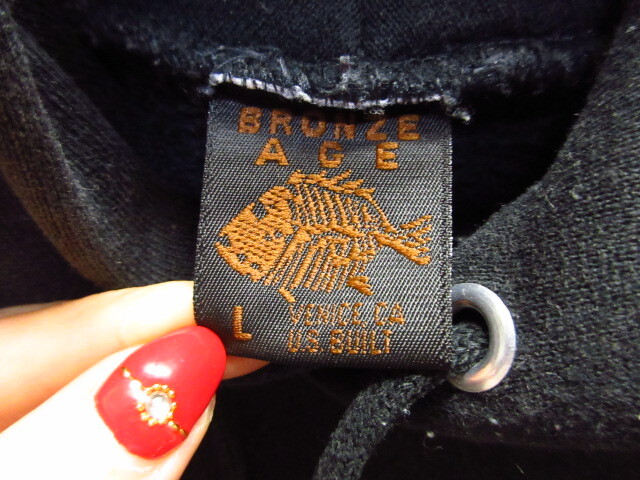 BRONZE
AGE
L
VENICE CA
US BUILT